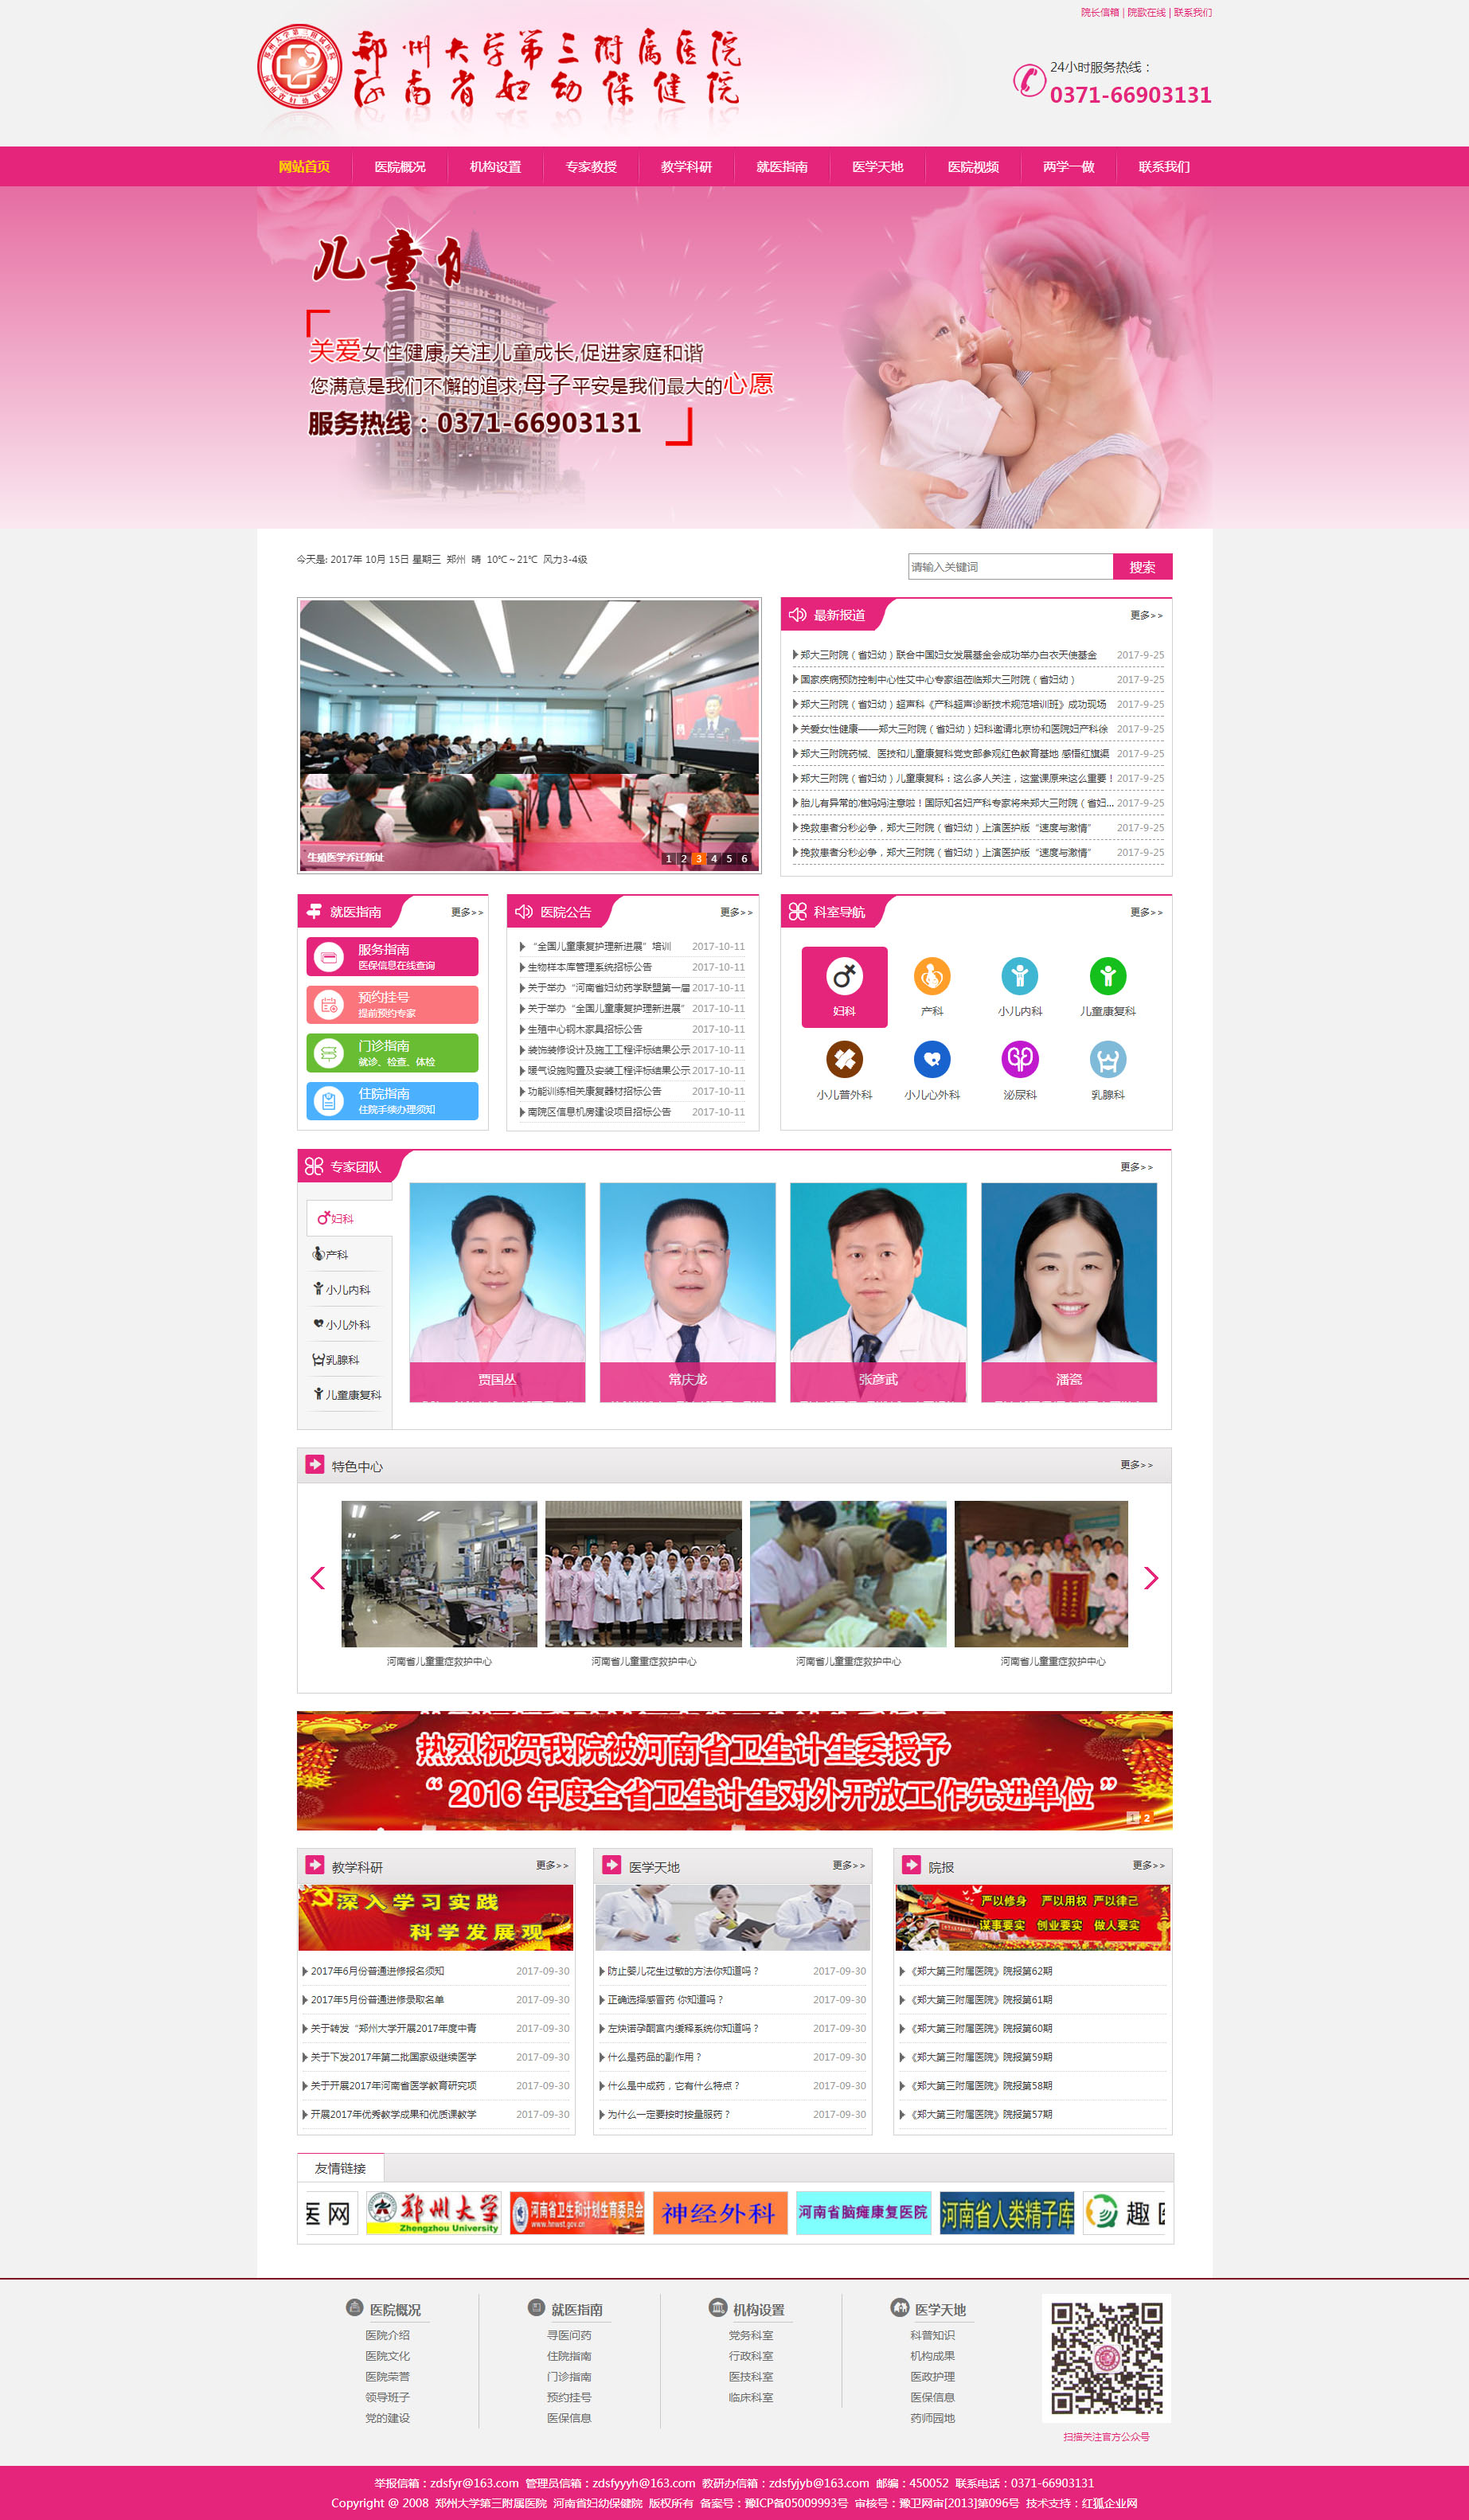 院长信箱 | 院歌在线 | 联系我们
郑州大学第三附属医院
河南省妇幼保健院
24小时服务热线：
0371-66903131
网站首页 医院概况 机构设置 专家教授 教学科研 就医指南 医学天地 医院视频 两学一做 联系我们
儿童
关爱女性健康,关注儿童成长,促进家庭和谐
您满意是我们不懈的追求;母子平安是我们最大的心愿
服务热线：0371-66903131
今天是: 2017年 10月 15日 星期三 郑州 晴 10℃～21℃ 风力3-4级
请输入关键词 搜索
生殖医学乔迁新址
1 2 3 4 5 6
最新报道 更多>>
郑大三附院（省妇幼）联合中国妇女发展基金会成功举办白衣天使基金 2017-9-25
国家疾病预防控制中心性艾中心专家组莅临郑大三附院（省妇幼） 2017-9-25
郑大三附院（省妇幼）超声科《产科超声诊断技术规范培训班》成功现场 2017-9-25
关爱女性健康——郑大三附院（省妇幼）妇科邀请北京协和医院妇产科徐 2017-9-25
郑大三附院药械、医技和儿童康复科党支部参观红色教育基地 感悟红旗渠 2017-9-25
郑大三附院（省妇幼）儿童康复科：这么多人关注，这堂课原来这么重要！ 2017-9-25
胎儿有异常的准妈妈注意啦！国际知名妇产科专家将来郑大三附院（省妇... 2017-9-25
挽救患者分秒必争，郑大三附院（省妇幼）上演医护版“速度与激情” 2017-9-25
挽救患者分秒必争，郑大三附院（省妇幼）上演医护版“速度与激情” 2017-9-25
就医指南 更多>>
服务指南
医保信息在线查询
预约挂号
提前预约专家
门诊指南
就诊、检查、体检
住院指南
住院手续办理须知
医院公告 更多>>
“全国儿童康复护理新进展”培训 2017-10-11
生物样本库管理系统招标公告 2017-10-11
关于举办“河南省妇幼药学联盟第一届 2017-10-11
关于举办“全国儿童康复护理新进展” 2017-10-11
生殖中心钢木家具招标公告 2017-10-11
装饰装修设计及施工工程评标结果公示 2017-10-11
暖气设施购置及安装工程评标结果公示 2017-10-11
功能训练相关康复器材招标公告 2017-10-11
南院区信息机房建设项目招标公告 2017-10-11
科室导航 更多>>
妇科 产科 小儿内科 儿童康复科
小儿普外科 小儿心外科 泌尿科 乳腺科
专家团队 更多>>
妇科
产科
小儿内科
小儿外科
乳腺科
儿童康复科
贾国丛 常庆龙 张彦武 潘瓷
特色中心 更多>>
河南省儿童重症救护中心 河南省儿童重症救护中心 河南省儿童重症救护中心 河南省儿童重症救护中心
热烈祝贺我院被河南省卫生计生委授予
“2016 年度全省卫生计生对外开放工作先进单位”
1 2
教学科研 更多>>
深入学习实践
科学发展观
2017年6月份普通进修报名须知 2017-09-30
2017年5月份普通进修录取名单 2017-09-30
关于转发“郑州大学开展2017年度中青 2017-09-30
关于下发2017年第二批国家级继续医学 2017-09-30
关于开展2017年河南省医学教育研究项 2017-09-30
开展2017年优秀教学成果和优质课教学 2017-09-30
医学天地 更多>>
防止婴儿花生过敏的方法你知道吗？ 2017-09-30
正确选择感冒药 你知道吗？ 2017-09-30
左炔诺孕酮宫内缓释系统你知道吗？ 2017-09-30
什么是药品的副作用？ 2017-09-30
什么是中成药，它有什么特点？ 2017-09-30
为什么一定要按时按量服药？ 2017-09-30
院报 更多>>
严以修身 严以用权 严以律己
谋事要实 创业要实 做人要实
《郑大第三附属医院》院报第62期
《郑大第三附属医院》院报第61期
《郑大第三附属医院》院报第60期
《郑大第三附属医院》院报第59期
《郑大第三附属医院》院报第58期
《郑大第三附属医院》院报第57期
友情链接
医网
郑州大学
Zhengzhou University
河南省卫生和计划生育委员会
www.hnwst.gov.cn
神经外科
河南省脑瘫康复医院
河南省人类精子库
趣医
医院概况
医院介绍
医院文化
医院荣誉
领导班子
党的建设
就医指南
寻医问药
住院指南
门诊指南
预约挂号
医保信息
机构设置
党务科室
行政科室
医技科室
临床科室
医学天地
科普知识
机构成果
医政护理
医保信息
药师园地
扫描关注官方公众号
举报信箱：zdsfyr@163.com 管理员信箱：zdsfyyyh@163.com 教研办信箱：zdsfyjyb@163.com 邮编：450052 联系电话：0371-66903131
Copyright @ 2008 郑州大学第三附属医院 河南省妇幼保健院 版权所有 备案号：豫ICP备05009993号 审核号：豫卫网审[2013]第096号 技术支持：红狐企业网